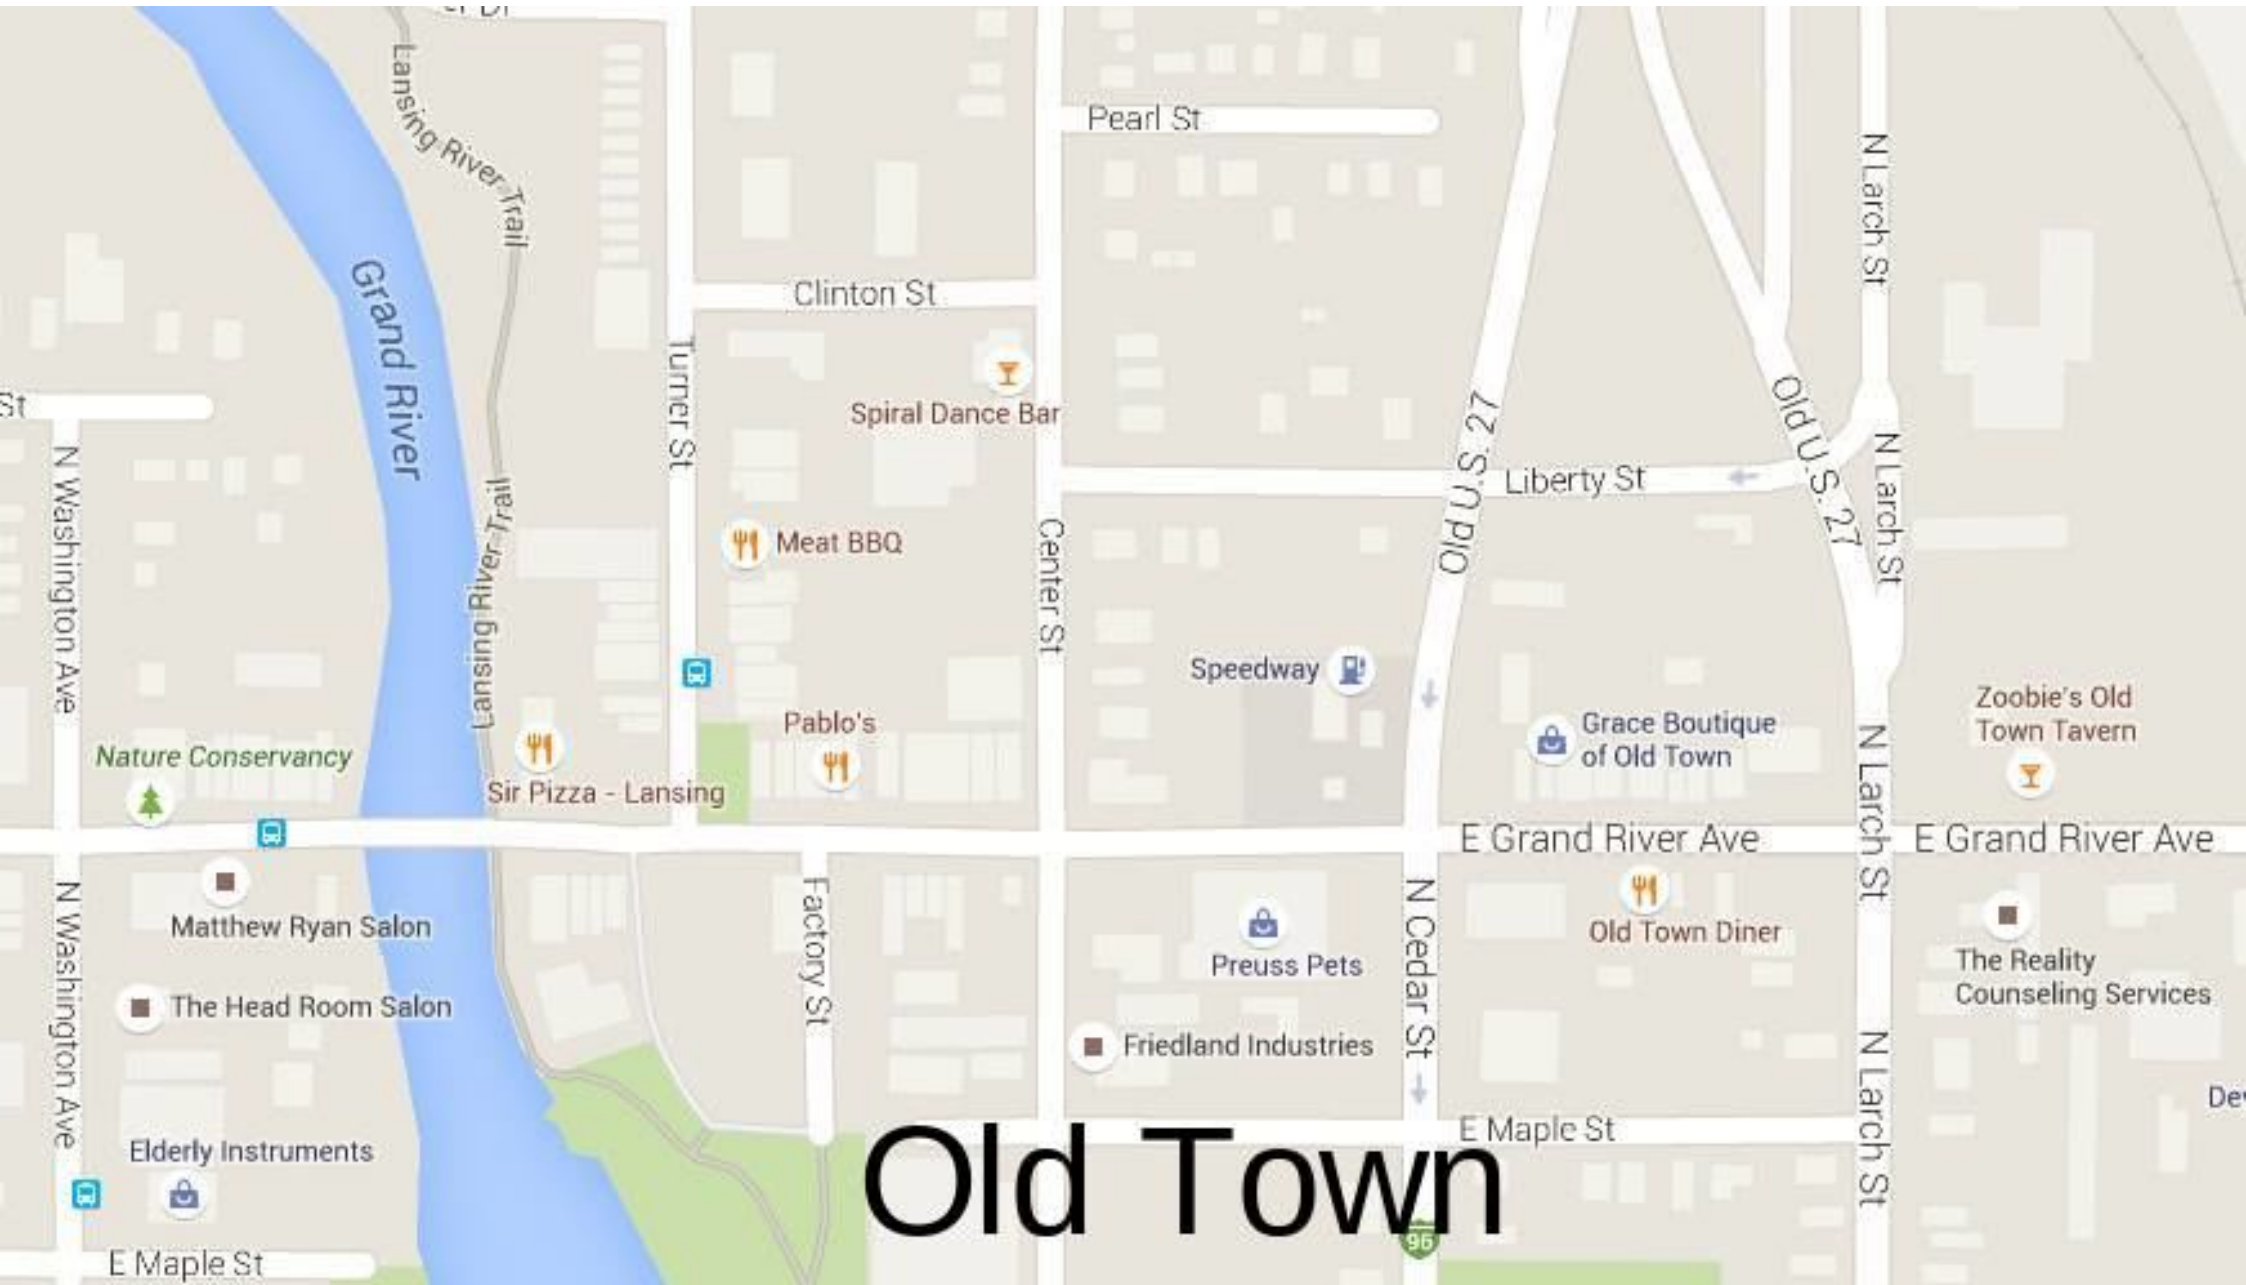 Lansing River Trail
Pearl St
N Larch St
Grand River
Clinton St
Turner St
Spiral Dance Bar
St
Old U.S. 27
Old U.S. 27
N Washington Ave
Liberty St
N Larch St
Lansing River Trail
Meat BBQ
Center St
Speedway
Pablo's
Grace Boutique
of Old Town
Zoobie's Old
Town Tavern
Nature Conservancy
Sir Pizza - Lansing
N Larch St
E Grand River Ave
E Grand River Ave
Matthew Ryan Salon
Factory St
N Cedar St
Old Town Diner
Preuss Pets
N Washington Ave
The Head Room Salon
The Reality
Counseling Services
Friedland Industries
N Larch St
E Maple St
Elderly Instruments
Old Town
96
E Maple St